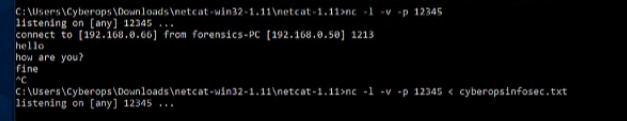 C:\Users\Cyberops\Downloads\netcat-win32-1.11\netcat-1.11>nc -l -v -p 12345
listening on [any] 12345 ...
connect to [192.168.0.66] from forensics-PC [192.168.0.50] 1213
hello
how are you?
fine
^C
C:\Users\Cyberops\Downloads\netcat-win32-1.11\netcat-1.11>nc -l -v -p 12345 < cyberopsinfosec.txt
listening on [any] 12345 ...